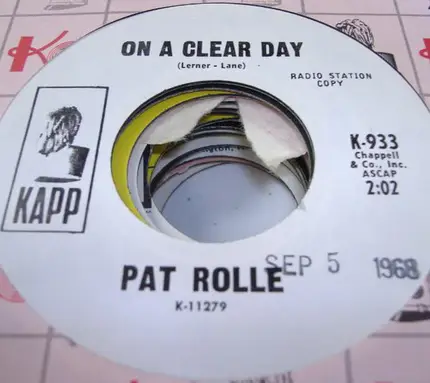 ON A CLEAR DAY
(Lerner - Lane)
RADIO STATION
COPY
K-933
Chappell
& Co., Inc.
ASCAP
2:02
KAPP
PAT ROLLE
SEP 5 1968
K-11279